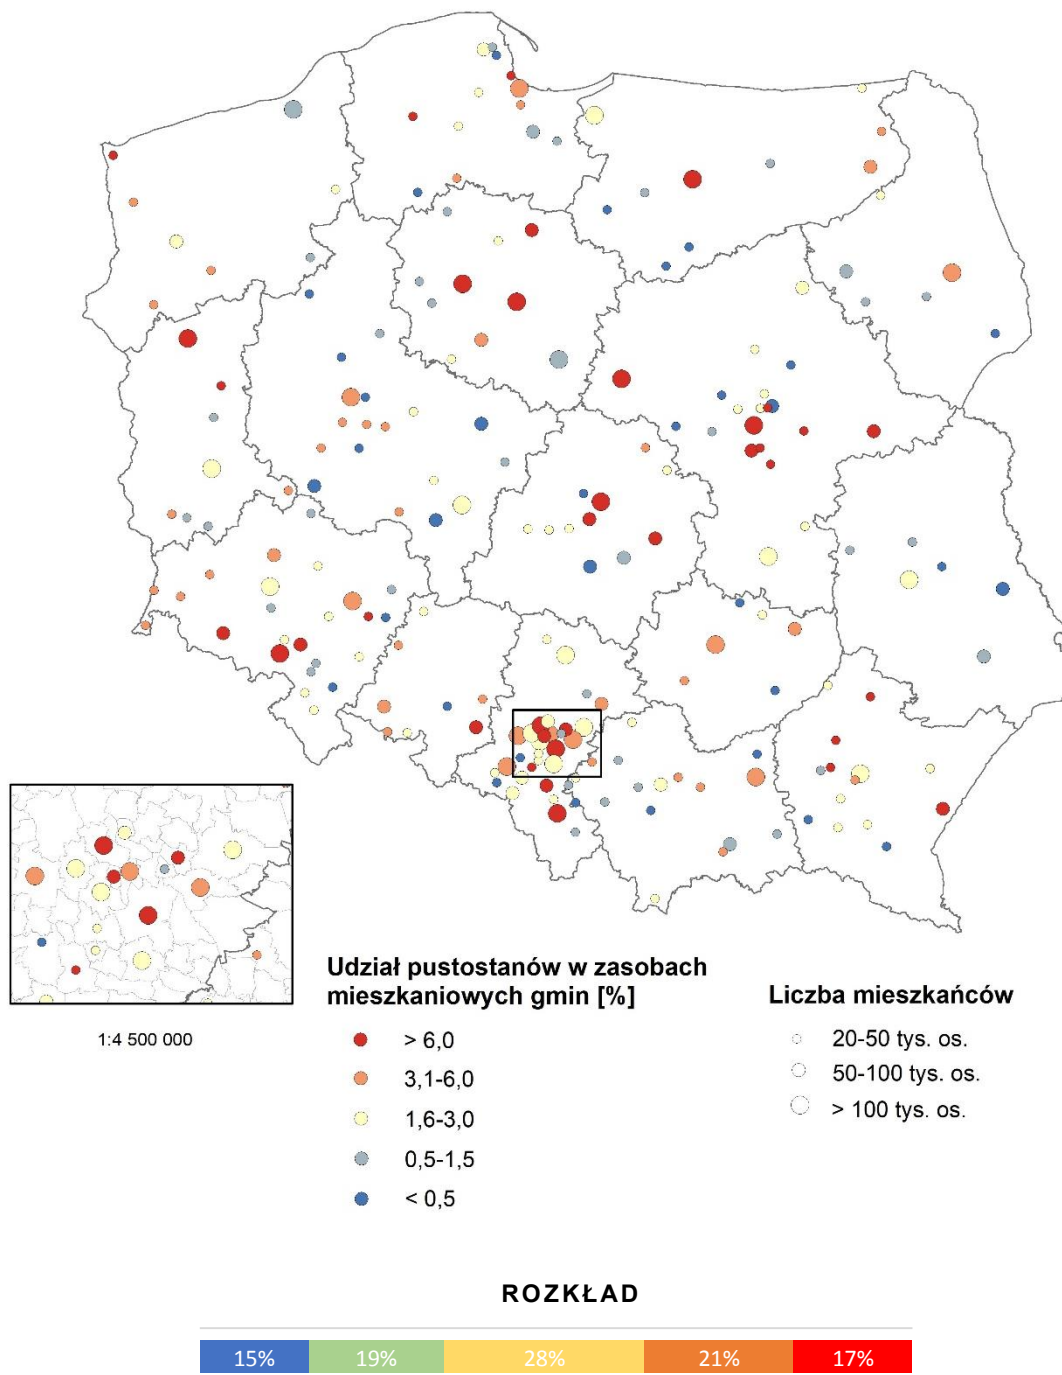 1:4 500 000
Udział pustostanów w zasobach
mieszkaniowych gmin [%]
> 6,0
3,1-6,0
1,6-3,0
0,5-1,5
< 0,5
Liczba mieszkańców
20-50 tys. os.
50-100 tys. os.
> 100 tys. os.
ROZKŁAD
15% 19% 28% 21% 17%